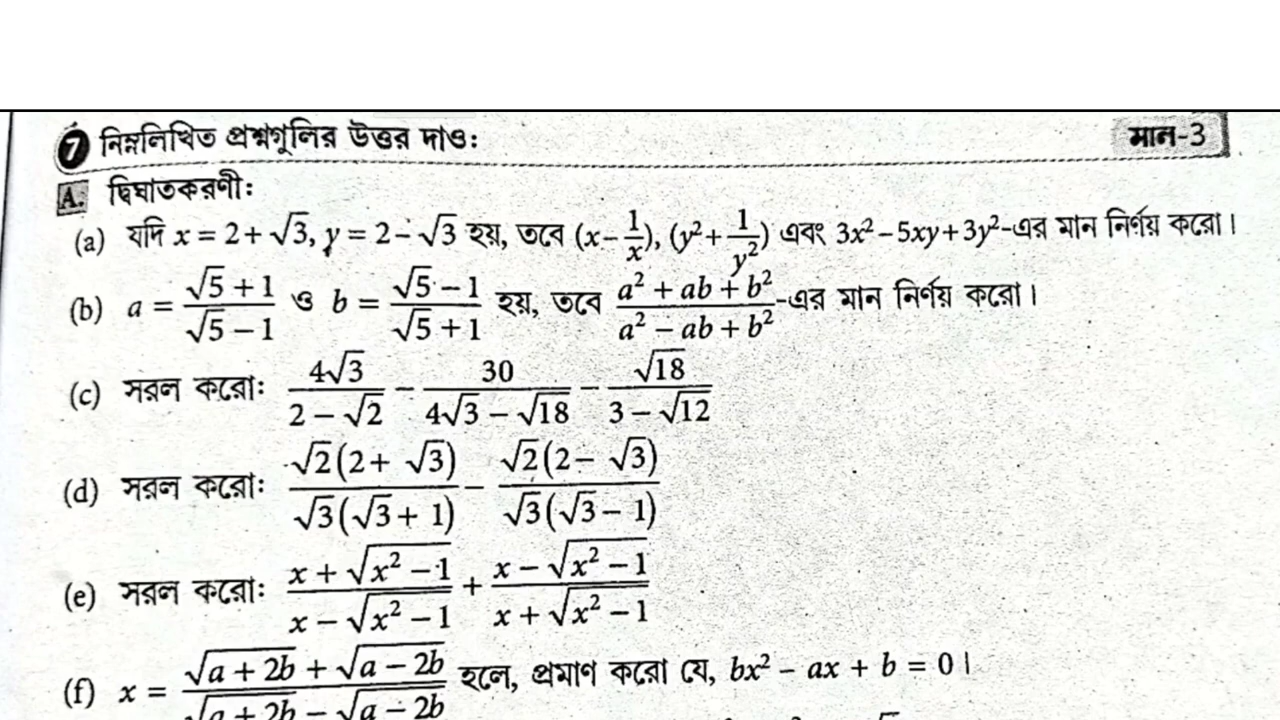 7 নিম্নলিখিত প্রশ্নগুলির উত্তর দাও: मान-3
A. দ্বিঘাতকরণী:
(a) যদি x = 2+ √3, y = 2− √3 হয়, তবে (x− 1/x), (y² + 1/y²) এবং 3x² − 5xy + 3y²-এর মান নির্ণয় করো।
(b) a = (√5 + 1)/(√5 − 1) ও b = (√5 − 1)/(√5 + 1) হয়, তবে (a² + ab + b²)/(a² − ab + b²)-এর মান নির্ণয় করো।
(c) সরল করো: 4√3/(2 − √2) − 30/(4√3 − √18) − √18/(3 − √12)
(d) সরল করো: √2(2+ √3)/√3(√3+ 1) − √2(2− √3)/√3(√3− 1)
(e) সরল করো: (x + √(x² −1))/(x − √(x² −1)) + (x − √(x² −1))/(x + √(x² −1))
(f) x = (√(a + 2b) + √(a − 2b))/(√(a + 2b) − √(a − 2b)) হলে, প্রমাণ করো যে, bx² − ax + b = 0।